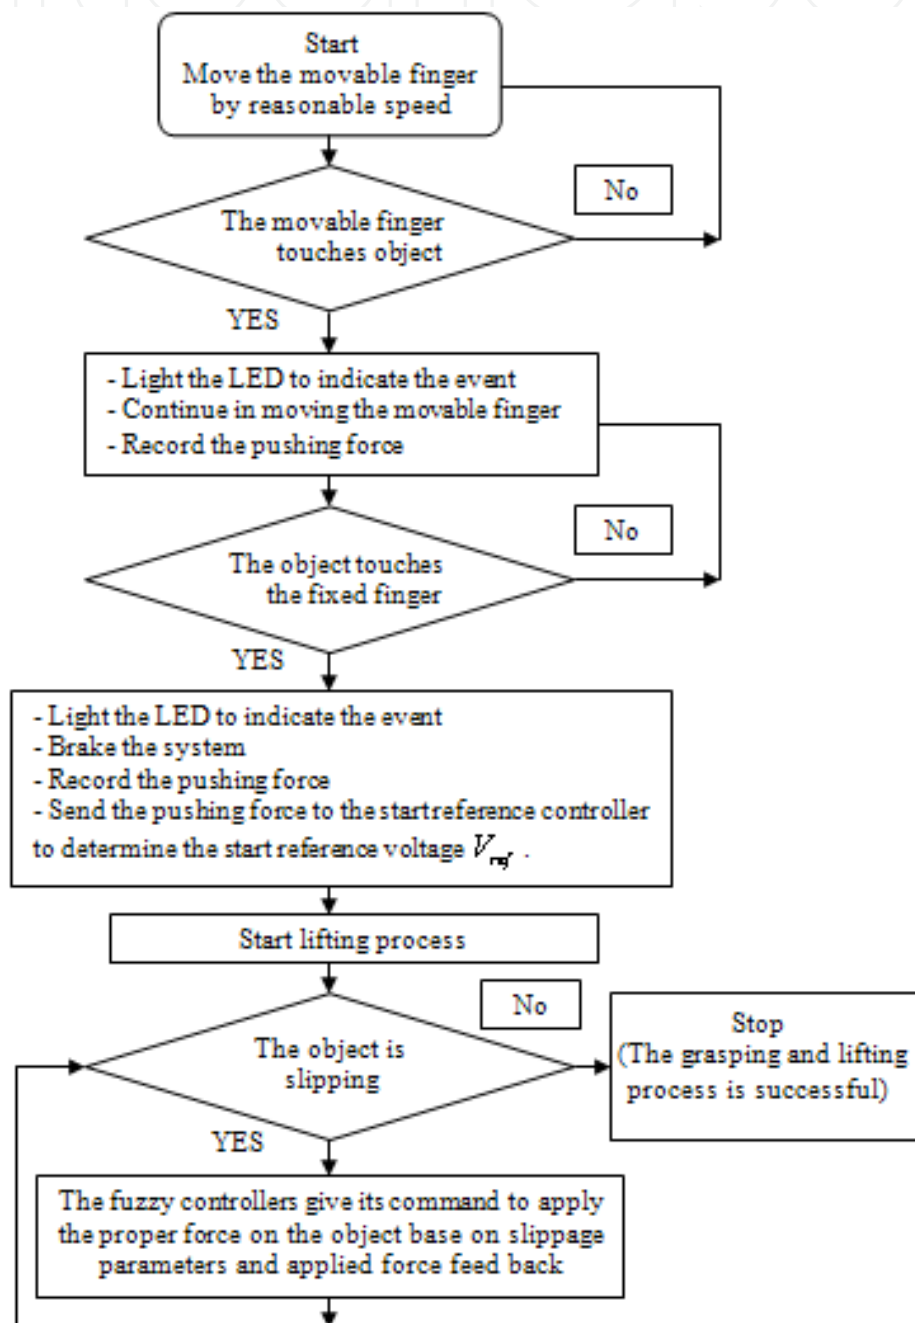 Start
Move the movable finger
by reasonable speed
No
The movable finger
touches object
YES
- Light the LED to indicate the event
- Continue in moving the movable finger
- Record the pushing force
No
The object touches
the fixed finger
YES
- Light the LED to indicate the event
- Brake the system
- Record the pushing force
- Send the pushing force to the start reference controller
to determine the start reference voltage V_ref .
Start lifting process
No
The object is
slipping
Stop
(The grasping and lifting
process is successful)
YES
The fuzzy controllers give its command to apply
the proper force on the object base on slippage
parameters and applied force feed back